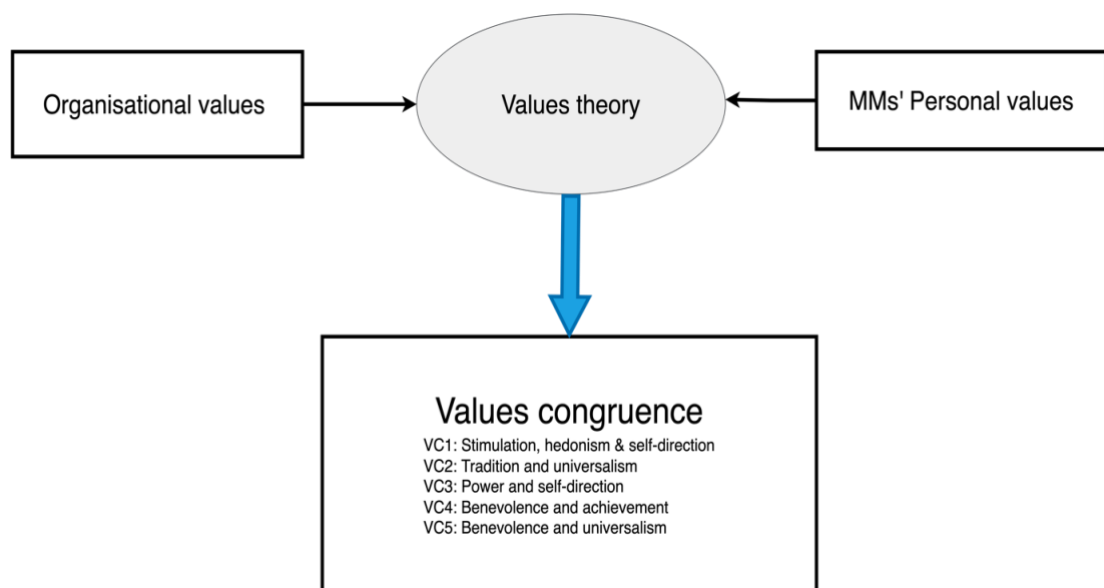 Organisational values
Values theory
MMs' Personal values
Values congruence
VC1: Stimulation, hedonism & self-direction
VC2: Tradition and universalism
VC3: Power and self-direction
VC4: Benevolence and achievement
VC5: Benevolence and universalism